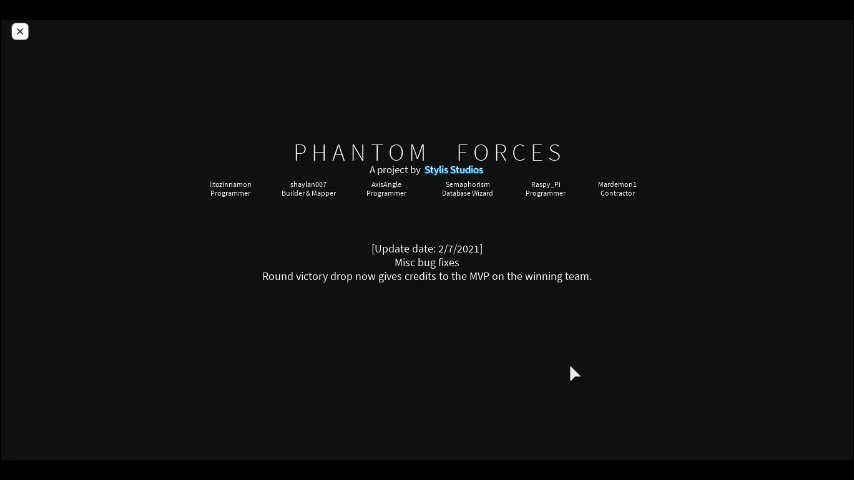 PHANTOM FORCES
A project by Stylis Studios
litozinnamon shaylan007 AxisAngle Semaphorism Raspy_Pi Mardemon1
Programmer Builder & Mapper Programmer Database Wizard Programmer Contractor
[Update date: 2/7/2021]
Misc bug fixes
Round victory drop now gives credits to the MVP on the winning team.